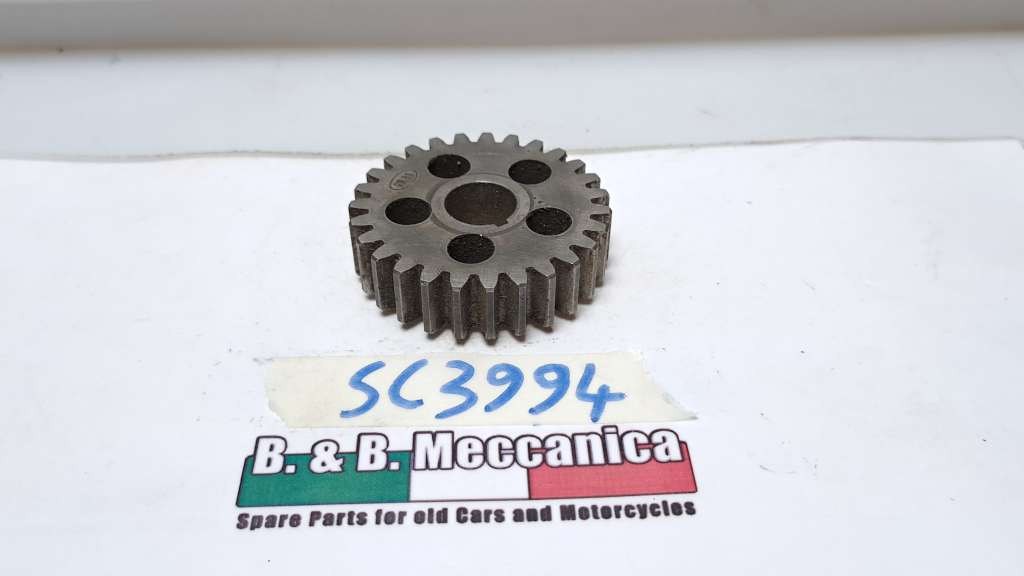 SC3994
B. & B. Meccanica
Spare Parts for old Cars and Motorcycles